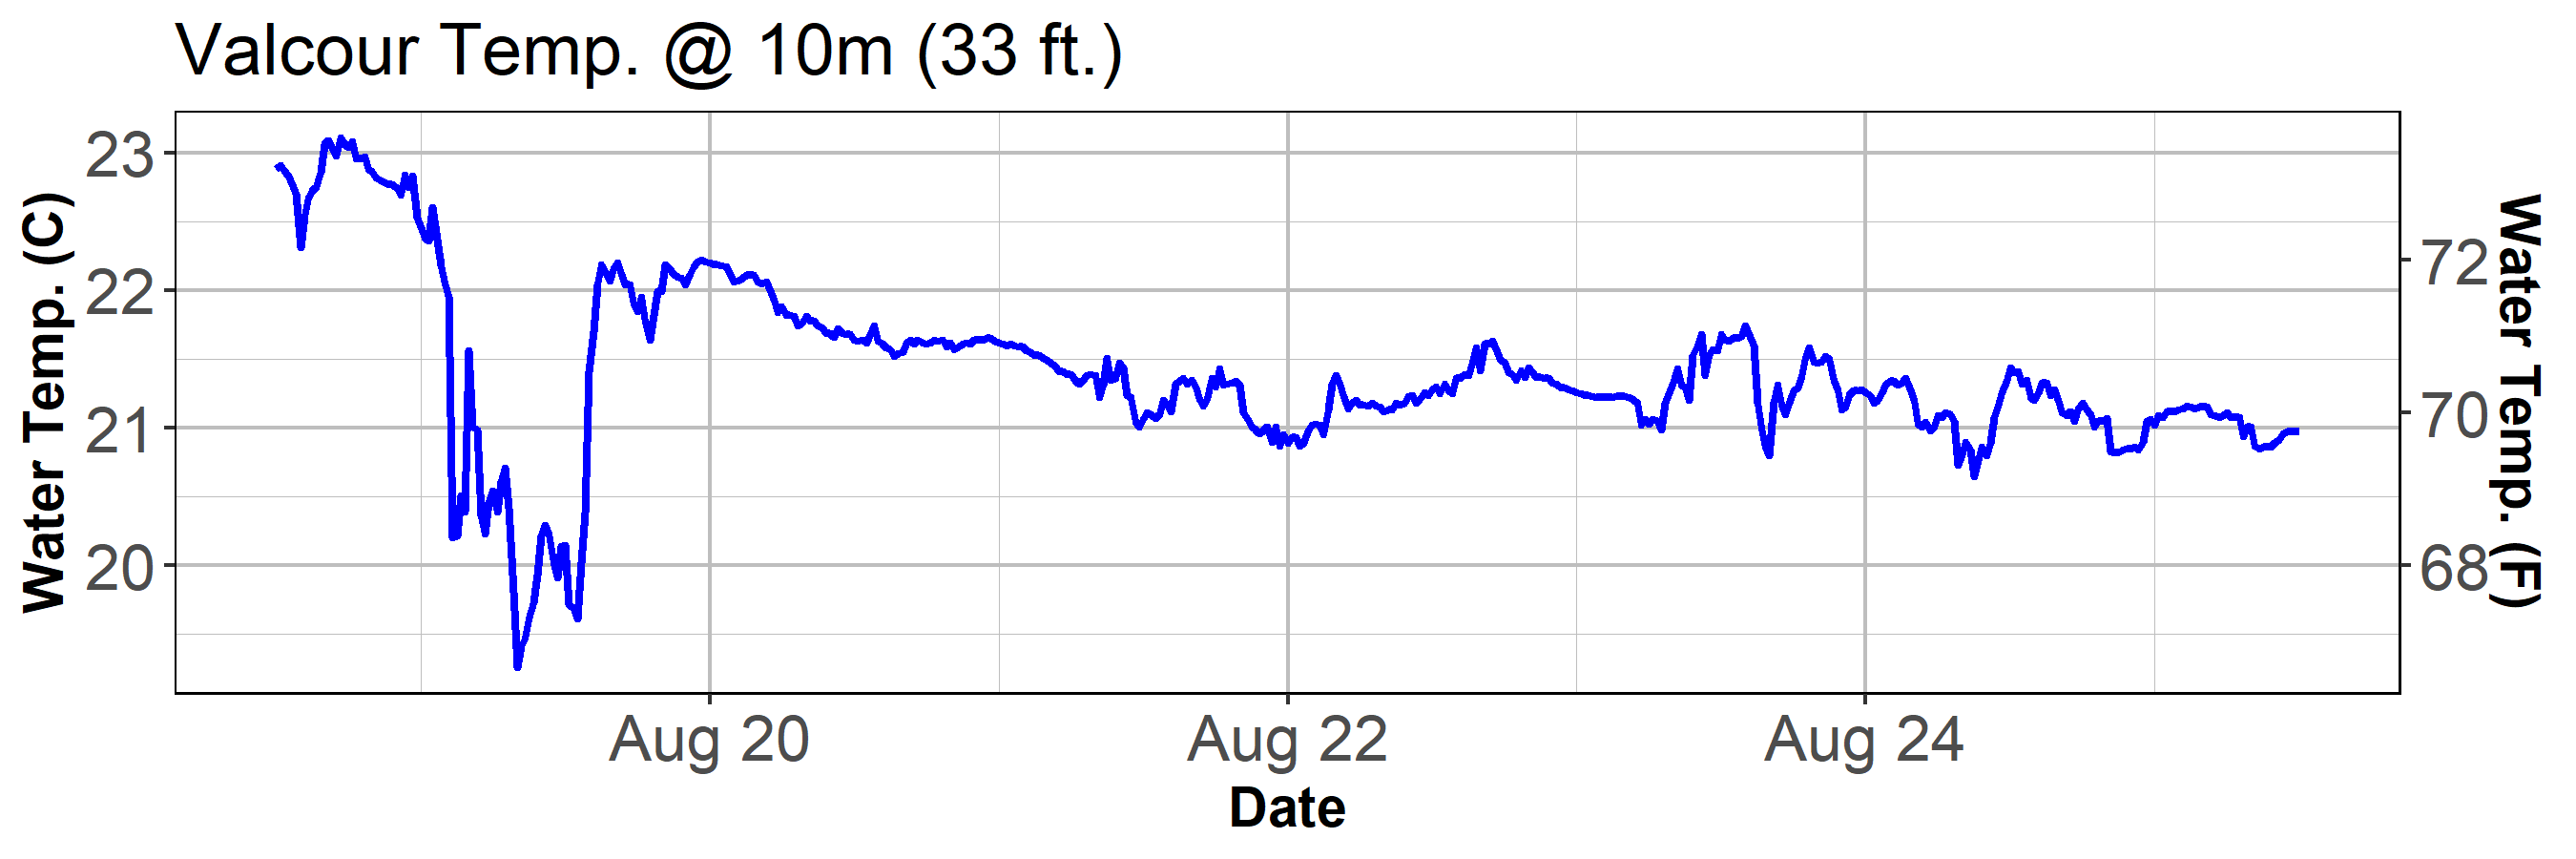 Valcour Temp. @ 10m (33 ft.)
Water Temp. (C)
23
22
21
20
72
70
68
Water Temp. (F)
Aug 20
Aug 22
Aug 24
Date